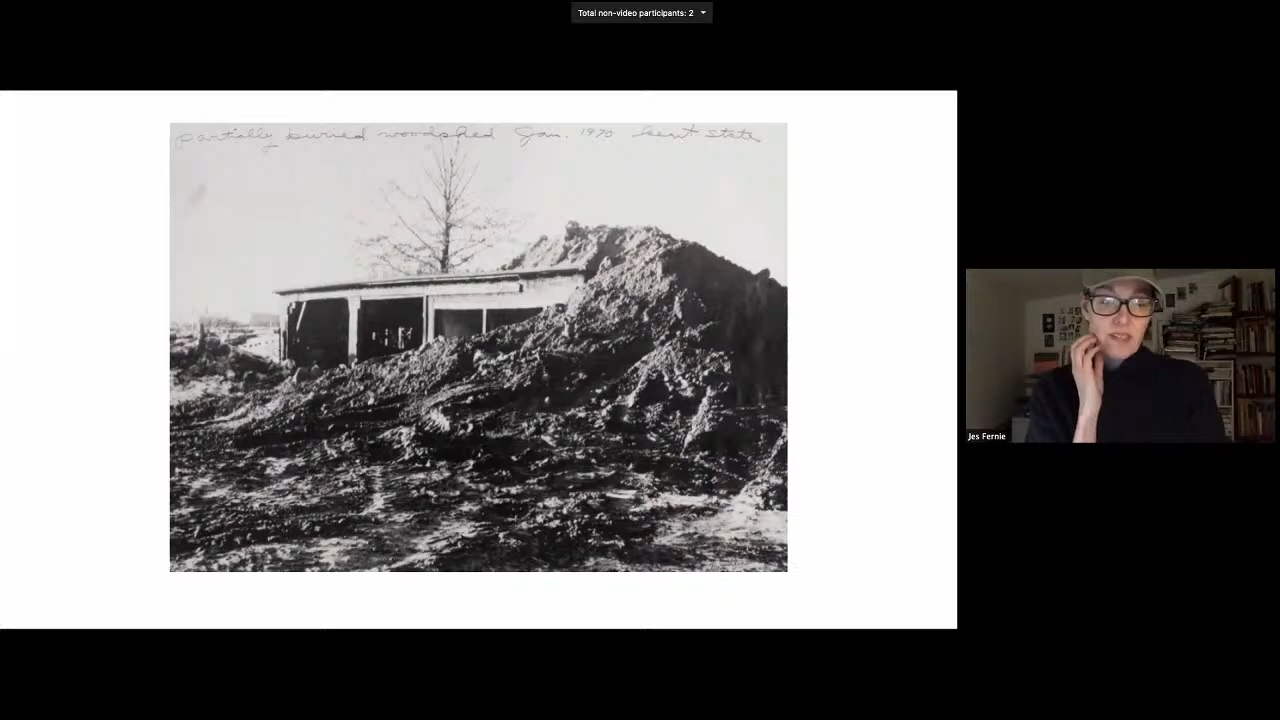 Total non-video participants: 2
partially buried woodshed Jan. 1970 kent state
Jes Fernie